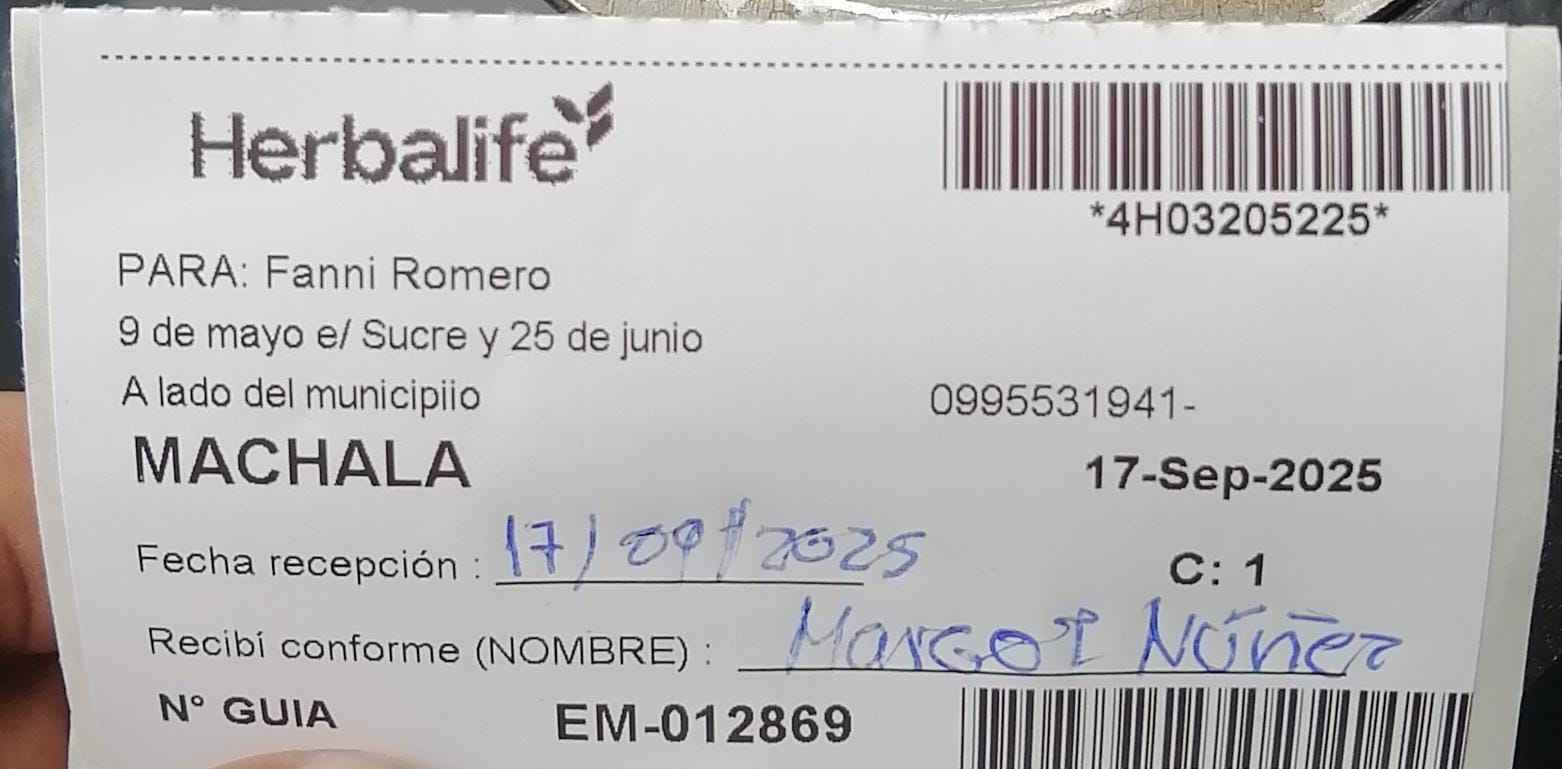 Herbalife
*4H03205225*
PARA: Fanni Romero
9 de mayo e/ Sucre y 25 de junio
A lado del municipiio
0995531941-
MACHALA
17-Sep-2025
Fecha recepción : 17/09/2025
C: 1
Recibí conforme (NOMBRE) : Margot Núñez
N° GUIA EM-012869